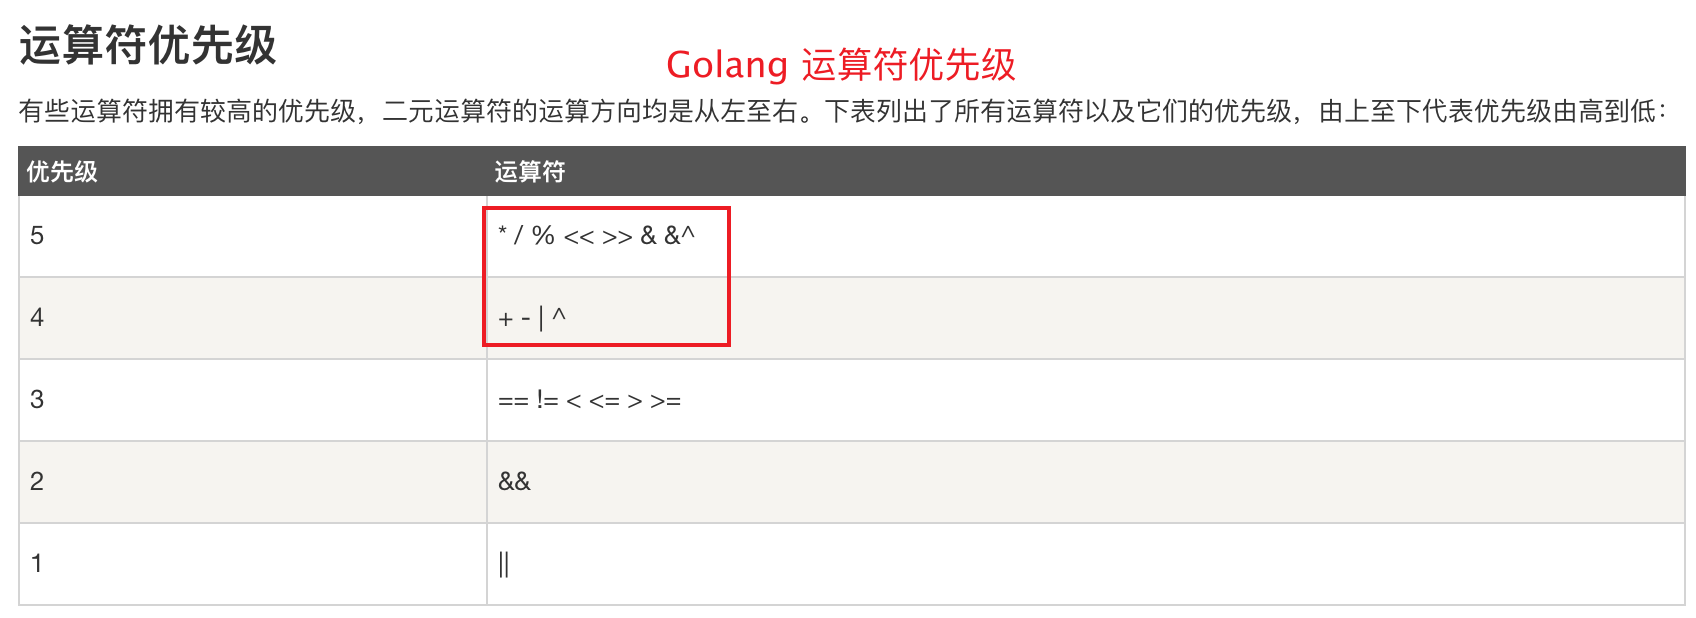 运算符优先级
Golang 运算符优先级
有些运算符拥有较高的优先级，二元运算符的运算方向均是从左至右。下表列出了所有运算符以及它们的优先级，由上至下代表优先级由高到低：
优先级 运算符
5 * / % << >> & &^
4 + - | ^
3 == != < <= > >=
2 &&
1 ||